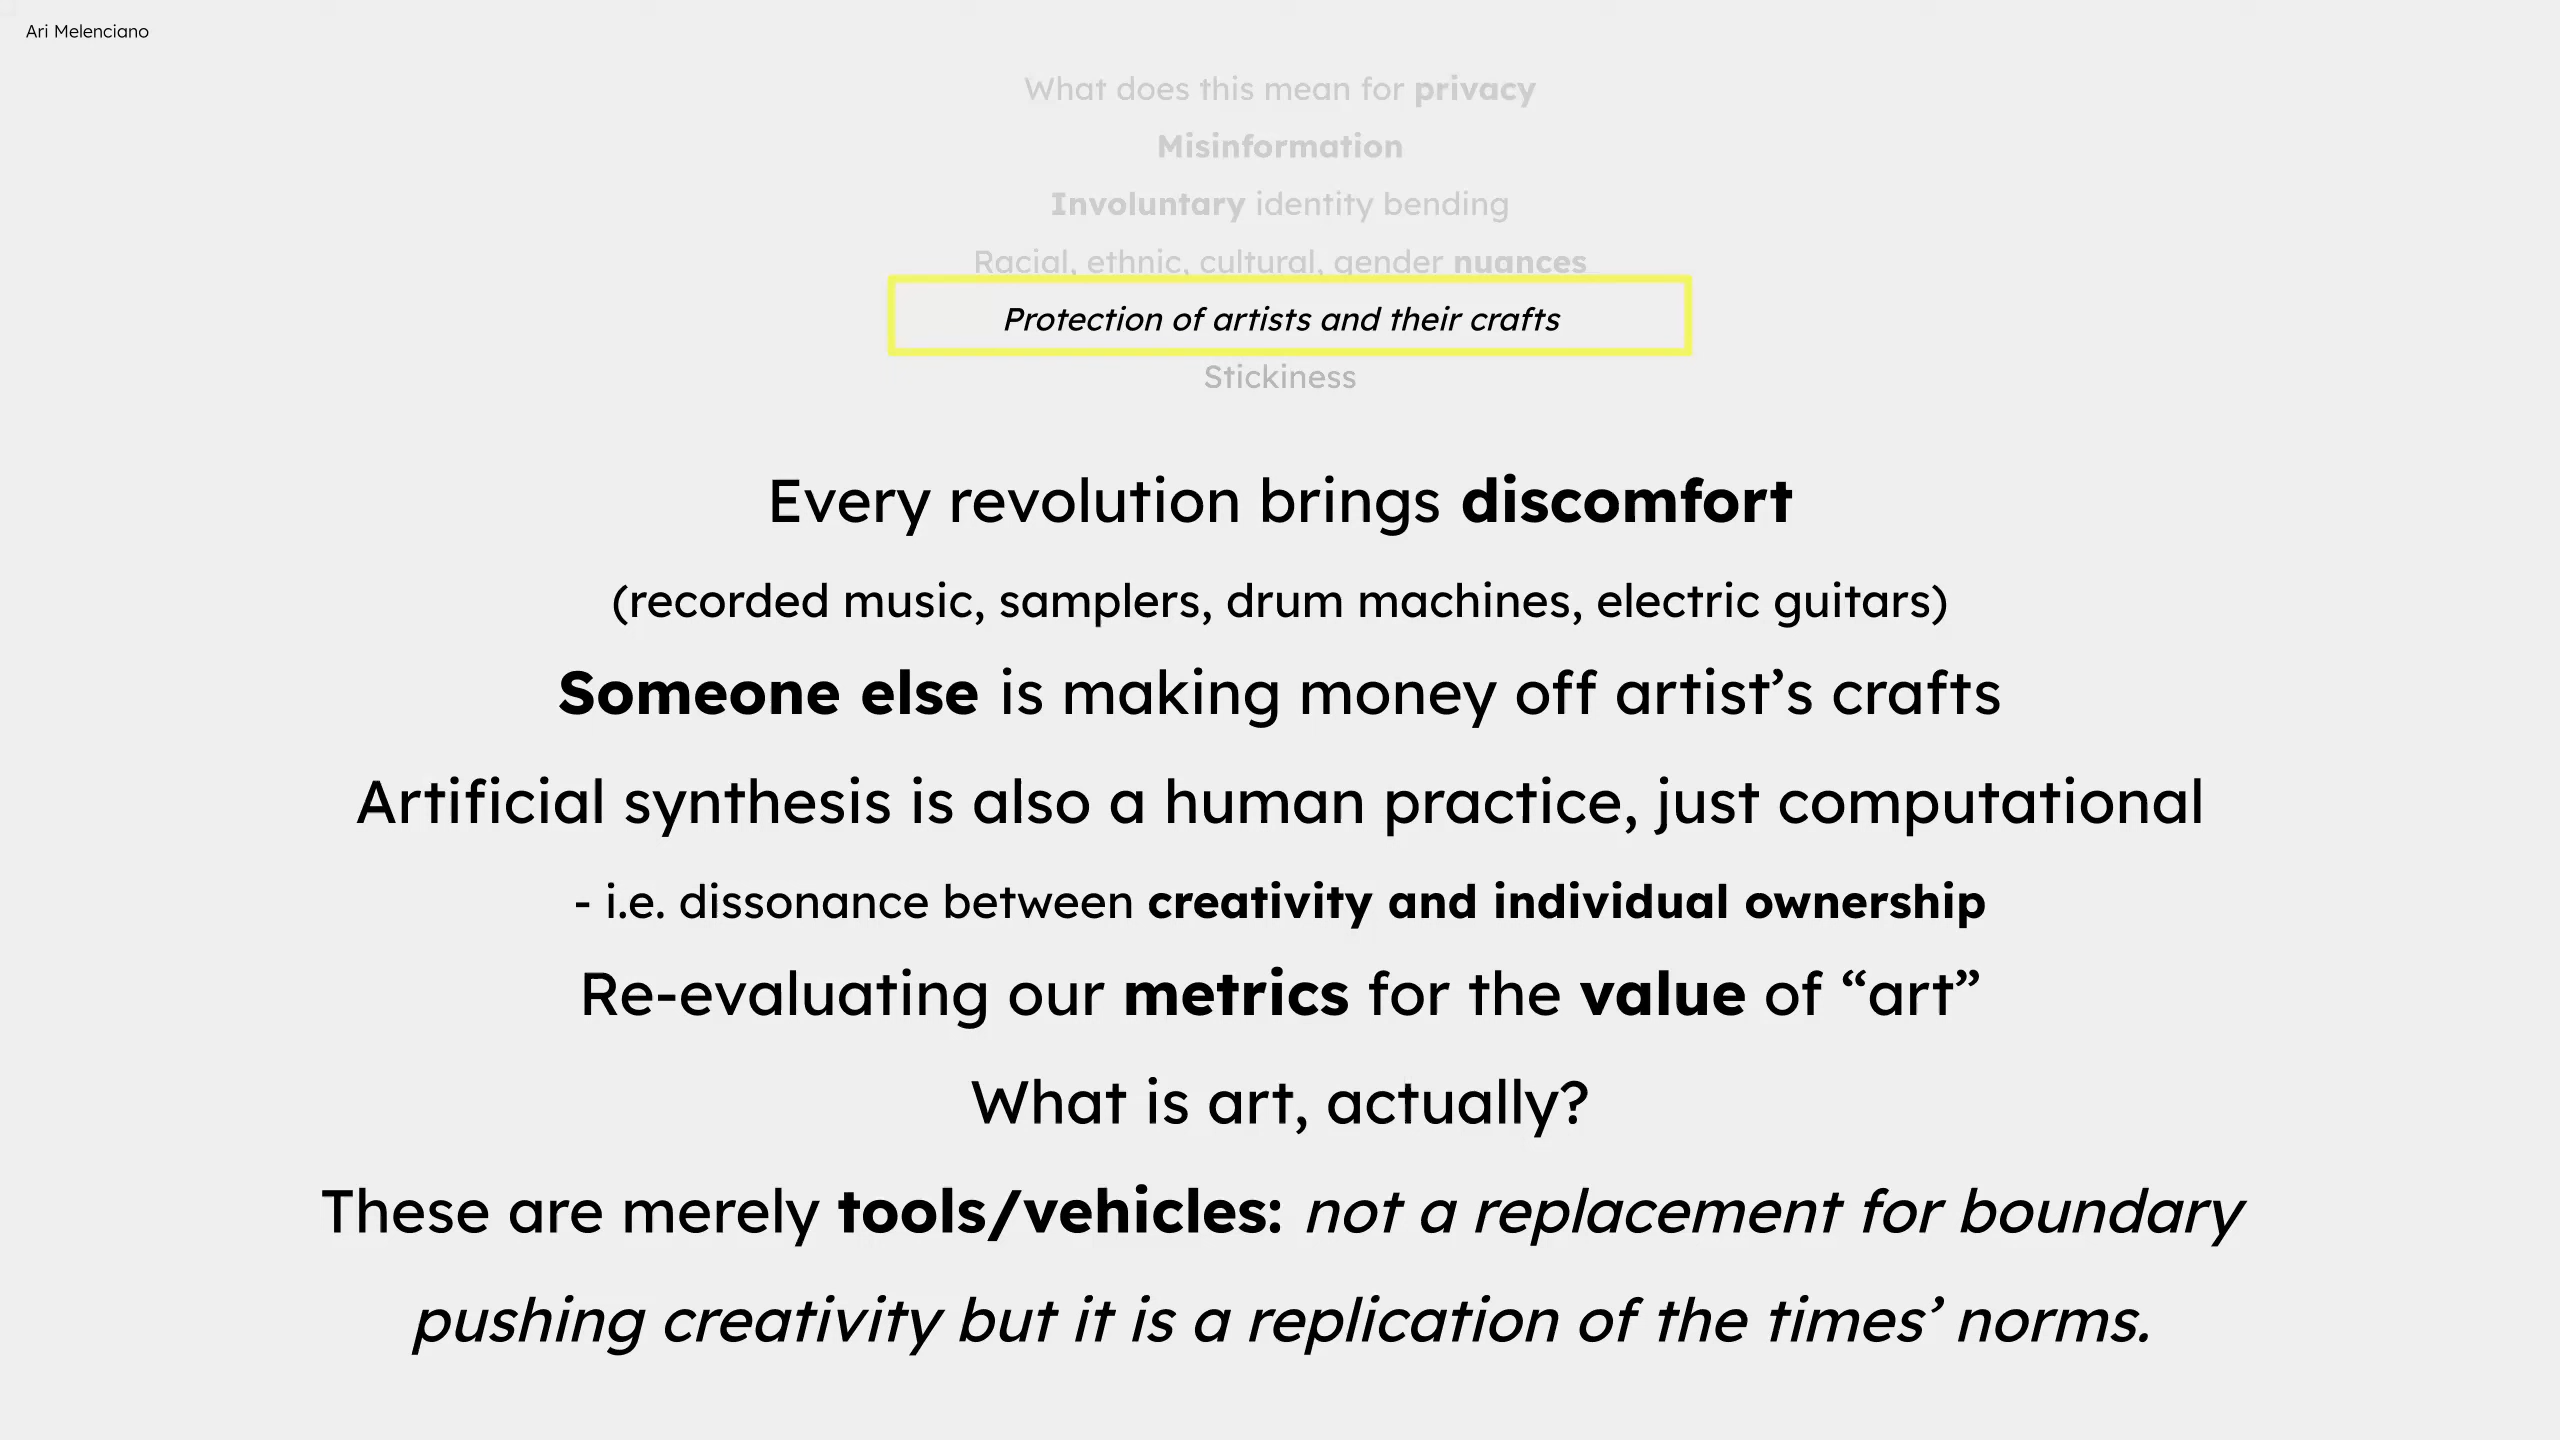 Ari Melenciano
What does this mean for privacy
Misinformation
Involuntary identity bending
Racial, ethnic, cultural, gender nuances
Protection of artists and their crafts
Stickiness
Every revolution brings discomfort
(recorded music, samplers, drum machines, electric guitars)
Someone else is making money off artist’s crafts
Artificial synthesis is also a human practice, just computational
- i.e. dissonance between creativity and individual ownership
Re-evaluating our metrics for the value of “art”
What is art, actually?
These are merely tools/vehicles: not a replacement for boundary
pushing creativity but it is a replication of the times’ norms.